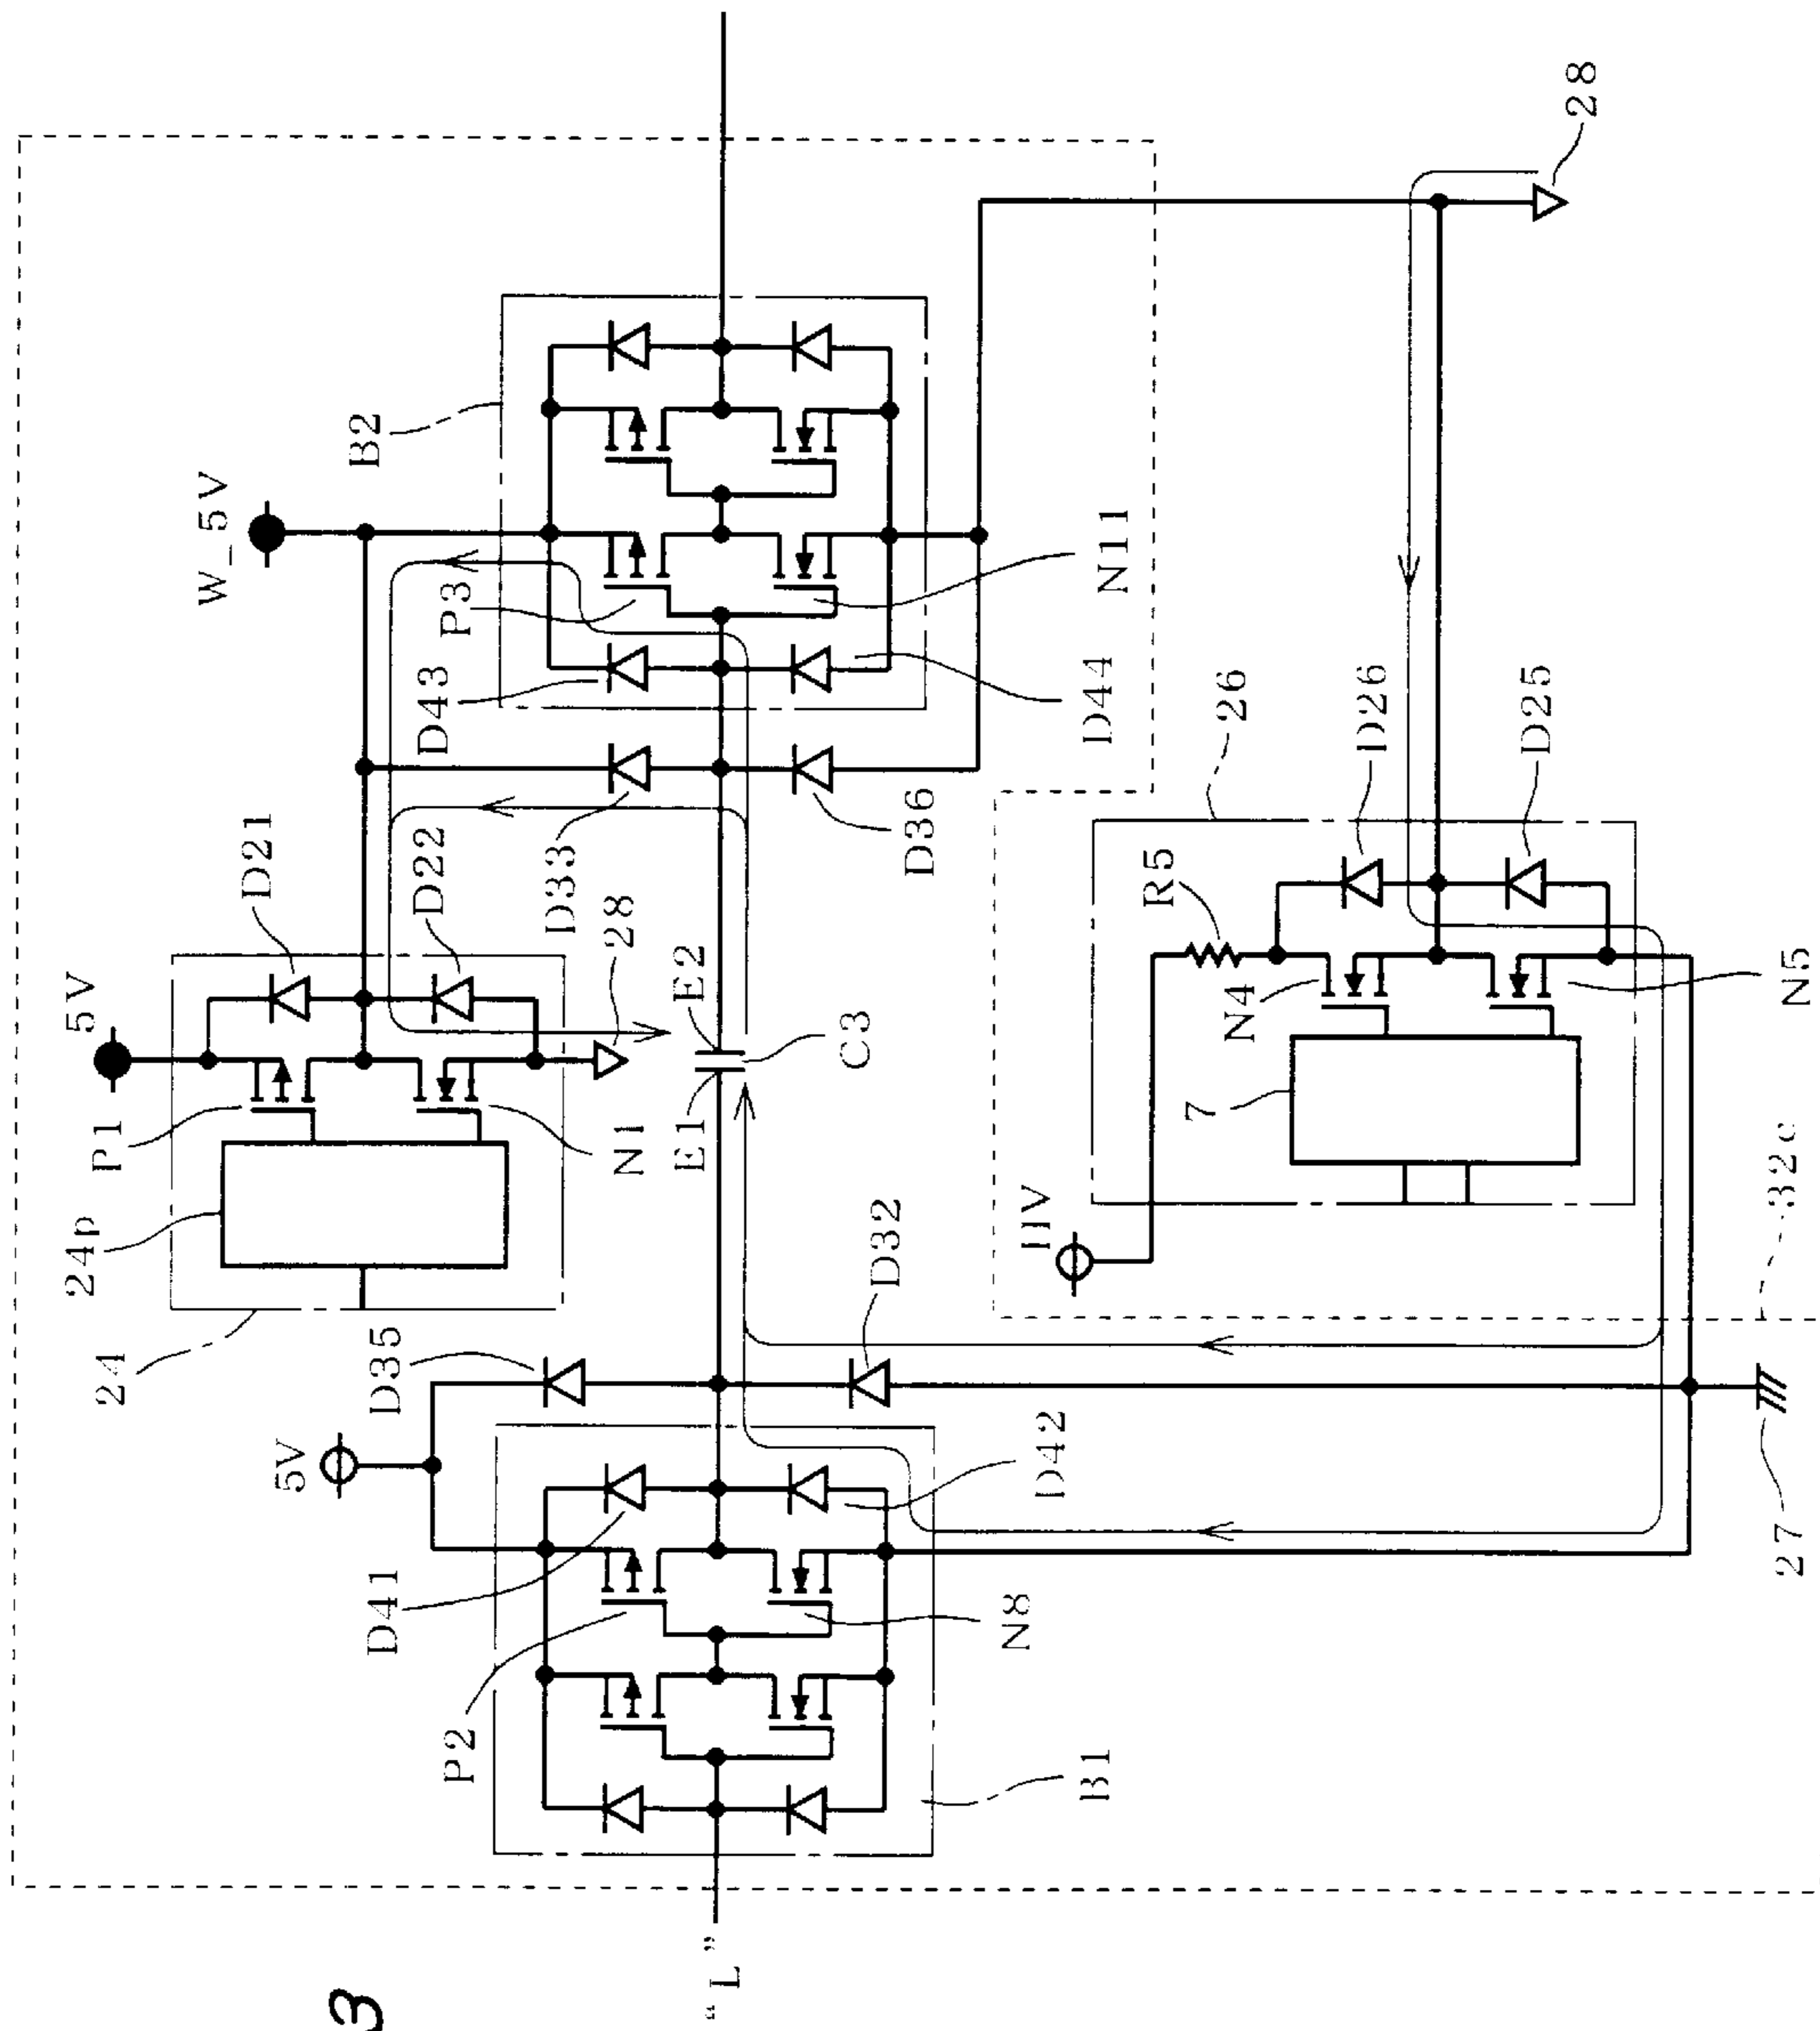 3
W_5V
B2
P3
N11
D43
D44
D33
D36
28
5V
D21
D22
28
P1
24p
24
N1
E1
E2
C3
5V
D35
D32
D41
D42
P2
N8
B1
"L"
HV
R5
26
D26
D25
N4
N5
7
32c
27